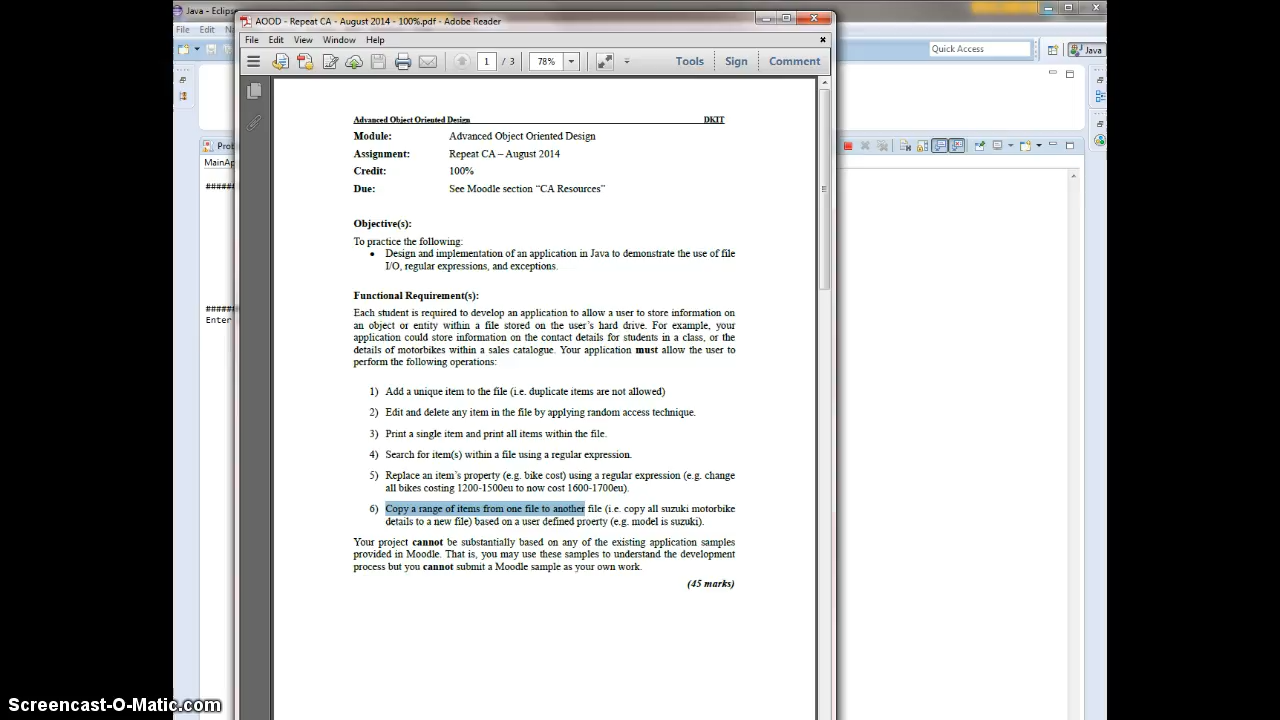 Java - Eclipse
AOOD - Repeat CA - August 2014 - 100%.pdf - Adobe Reader
File Edit
File Edit View Window Help
Quick Access
Java
1 / 3 78% Tools Sign Comment
Advanced Object Oriented Design DKIT
Module: Advanced Object Oriented Design
Assignment: Repeat CA – August 2014
Credit: 100%
Due: See Moodle section “CA Resources”
Prob
MainAp
######
Objective(s):
To practice the following:
• Design and implementation of an application in Java to demonstrate the use of file
I/O, regular expressions, and exceptions.
Functional Requirement(s):
######
Enter
Each student is required to develop an application to allow a user to store information on
an object or entity within a file stored on the user’s hard drive. For example, your
application could store information on the contact details for students in a class, or the
details of motorbikes within a sales catalogue. Your application must allow the user to
perform the following operations:
1) Add a unique item to the file (i.e. duplicate items are not allowed)
2) Edit and delete any item in the file by applying random access technique.
3) Print a single item and print all items within the file.
4) Search for item(s) within a file using a regular expression.
5) Replace an item’s property (e.g. bike cost) using a regular expression (e.g. change
all bikes costing 1200-1500eu to now cost 1600-1700eu).
6) Copy a range of items from one file to another file (i.e. copy all suzuki motorbike
details to a new file) based on a user defined proerty (e.g. model is suzuki).
Your project cannot be substantially based on any of the existing application samples
provided in Moodle. That is, you may use these samples to understand the development
process but you cannot submit a Moodle sample as your own work.
(45 marks)
Screencast-O-Matic.com